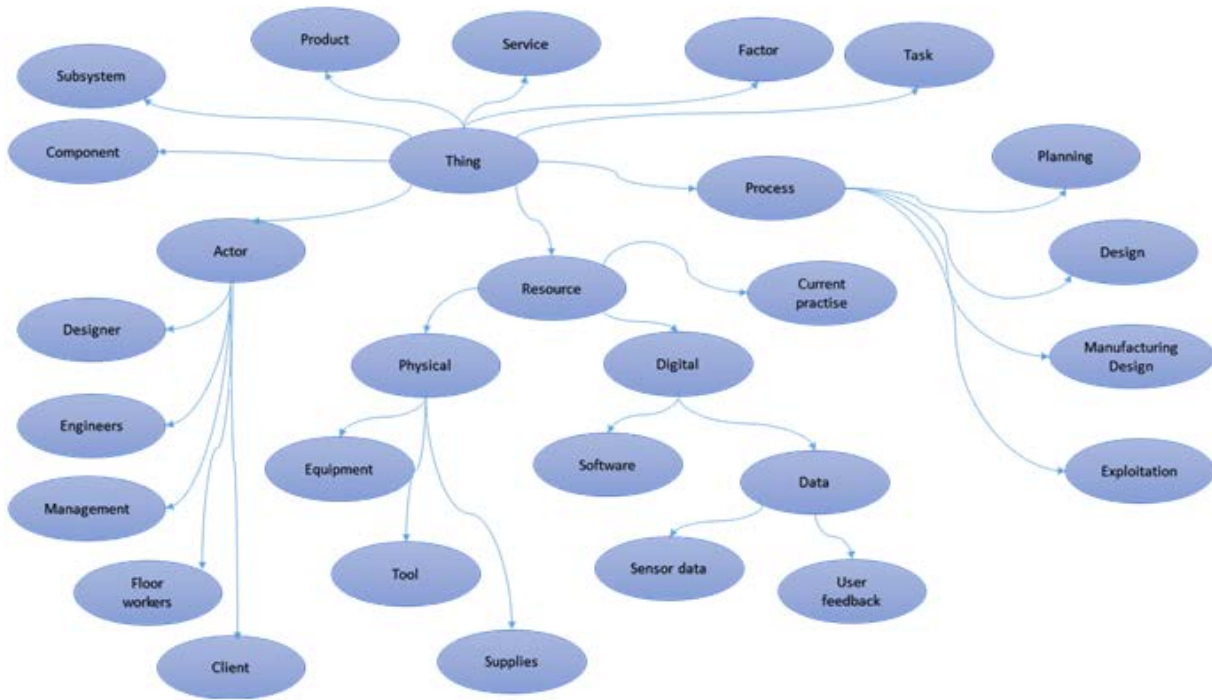 Product
Service
Factor
Task
Subsystem
Component
Thing
Planning
Process
Actor
Design
Resource
Current
practise
Designer
Physical
Digital
Manufacturing
Design
Engineers
Equipment
Software
Data
Exploitation
Management
Sensor data
Tool
User
feedback
Floor
workers
Client
Supplies